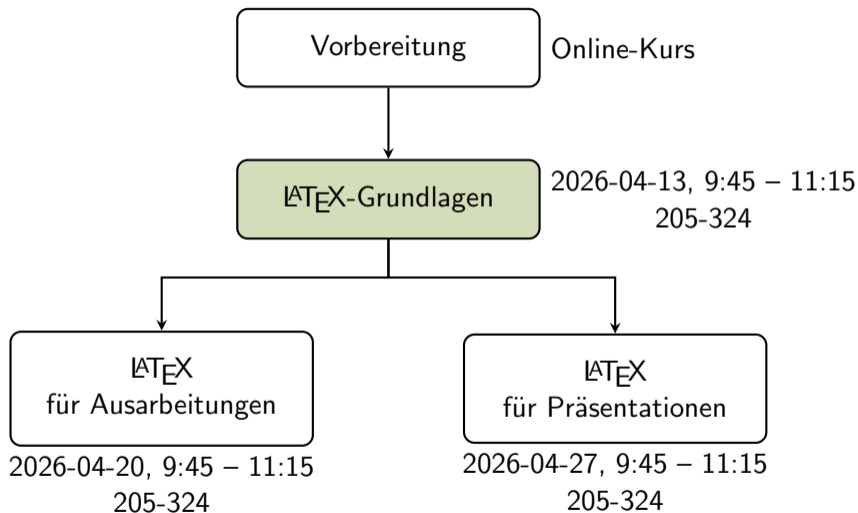 Vorbereitung
Online-Kurs
LATEX-Grundlagen
2026-04-13, 9:45 – 11:15
205-324
LATEX
für Ausarbeitungen
2026-04-20, 9:45 – 11:15
205-324
LATEX
für Präsentationen
2026-04-27, 9:45 – 11:15
205-324